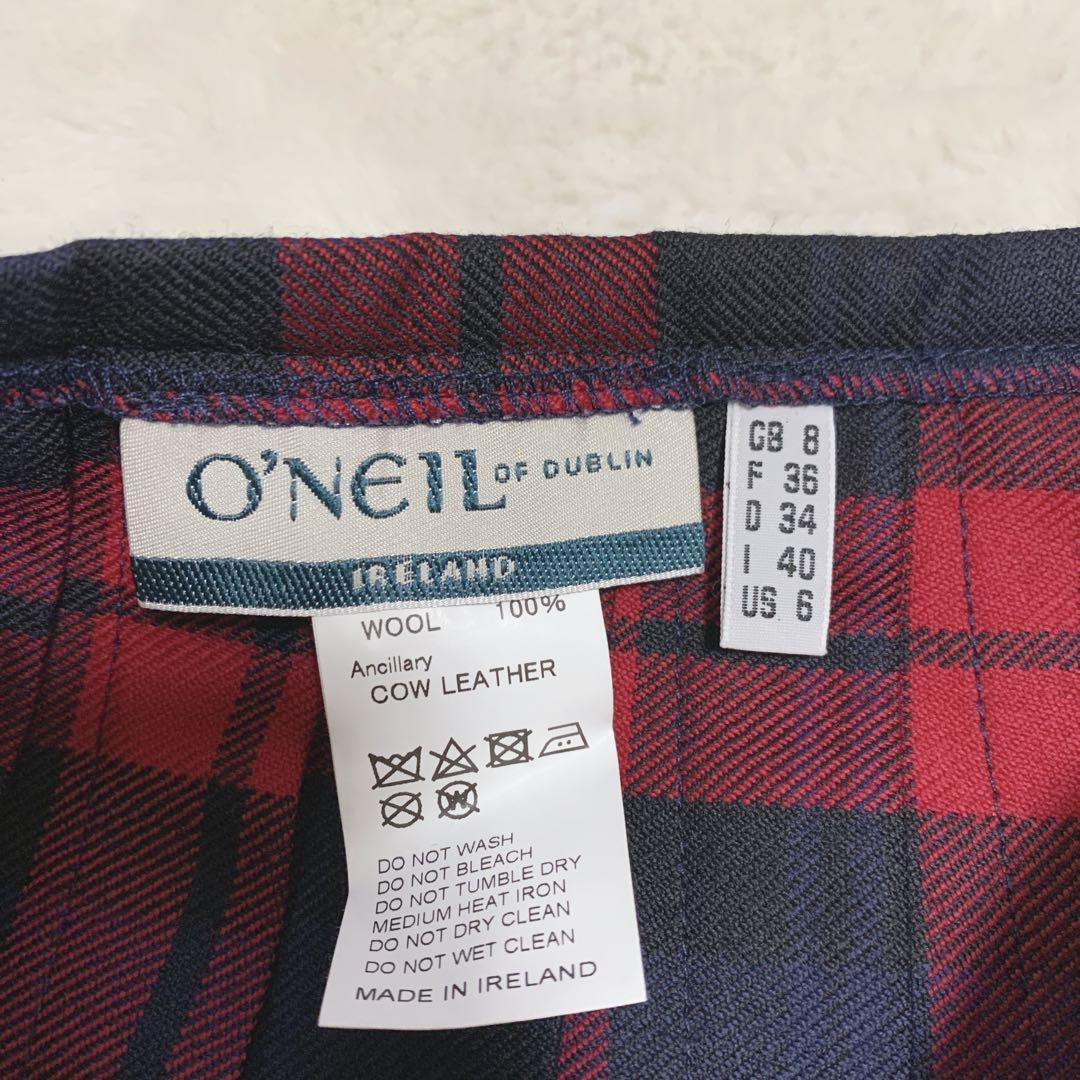 O'NEIL OF DUBLIN
IRELAND
GB 8
F 36
D 34
I 40
US 6
WOOL 100%
Ancillary
COW LEATHER
W
DO NOT WASH
DO NOT BLEACH
DO NOT TUMBLE DRY
MEDIUM HEAT IRON
DO NOT DRY CLEAN
DO NOT WET CLEAN
MADE IN IRELAND